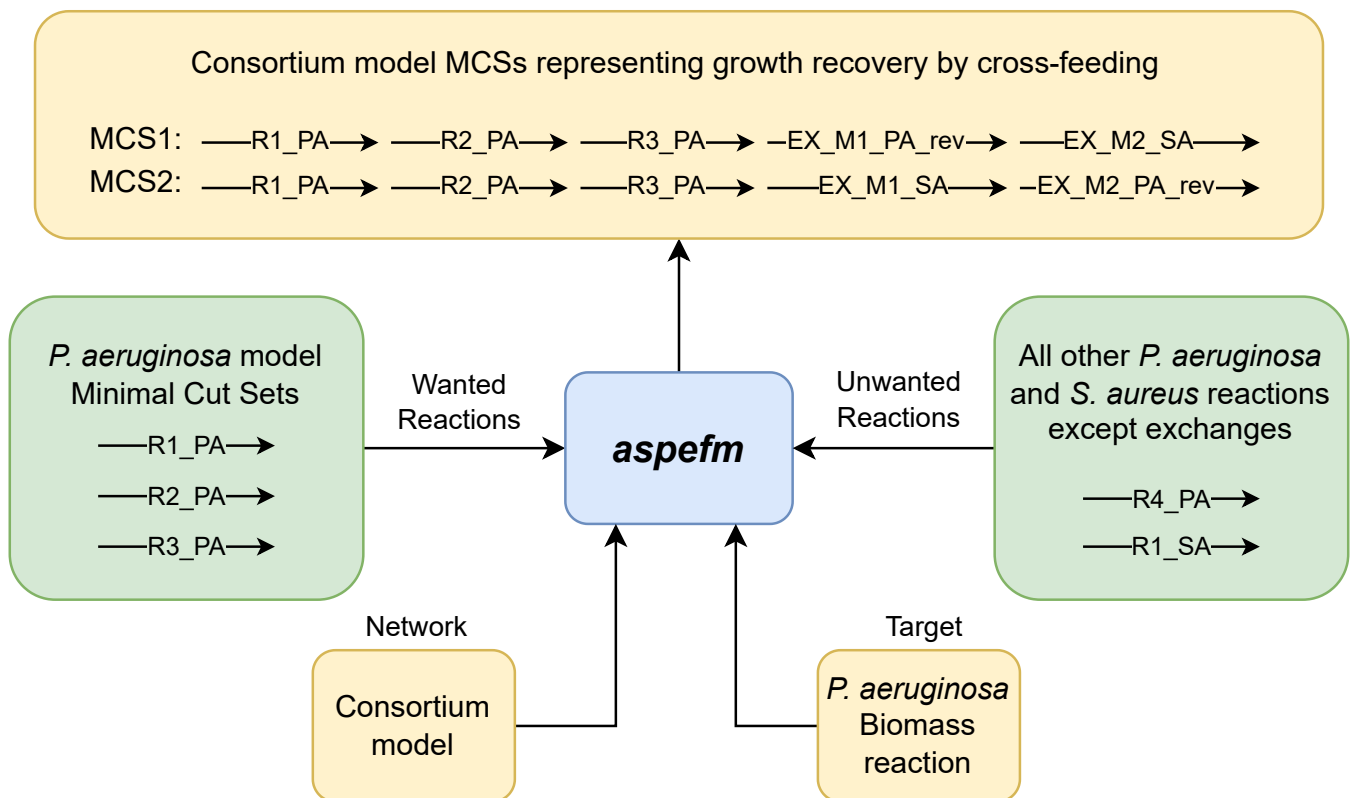 Consortium model MCSs representing growth recovery by cross-feeding
MCS1: R1_PA R2_PA R3_PA EX_M1_PA_rev EX_M2_SA
MCS2: R1_PA R2_PA R3_PA EX_M1_SA EX_M2_PA_rev
P. aeruginosa model
Minimal Cut Sets
R1_PA
R2_PA
R3_PA
Wanted
Reactions
aspefm
Unwanted
Reactions
All other P. aeruginosa
and S. aureus reactions
except exchanges
R4_PA
R1_SA
Network
Consortium
model
Target
P. aeruginosa
Biomass
reaction